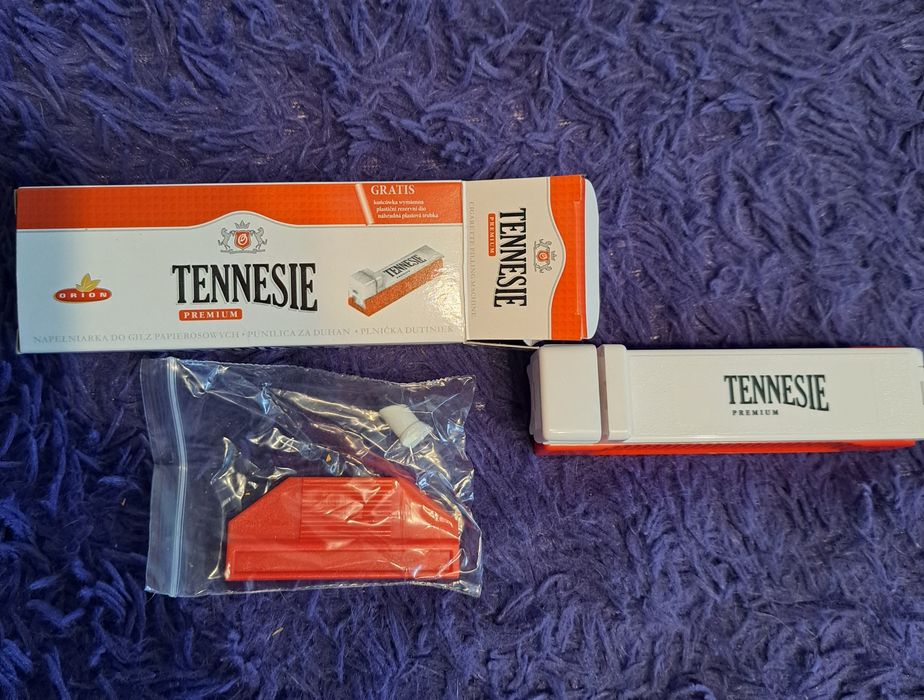 GRATIS
końcówka wymienna
plastični rezervni dio
náhradná plastová trubka
TENNESIE
PREMIUM
ORION
TENNESIE
NAPEŁNIARKA DO GILZ PAPIEROSOWYCH • PUNILICA ZA DUHAN • PLNIČKA DUTINIEK
CIGARETTE FILLING MACHINE
TENNESIE
PREMIUM
TENNESIE
PREMIUM